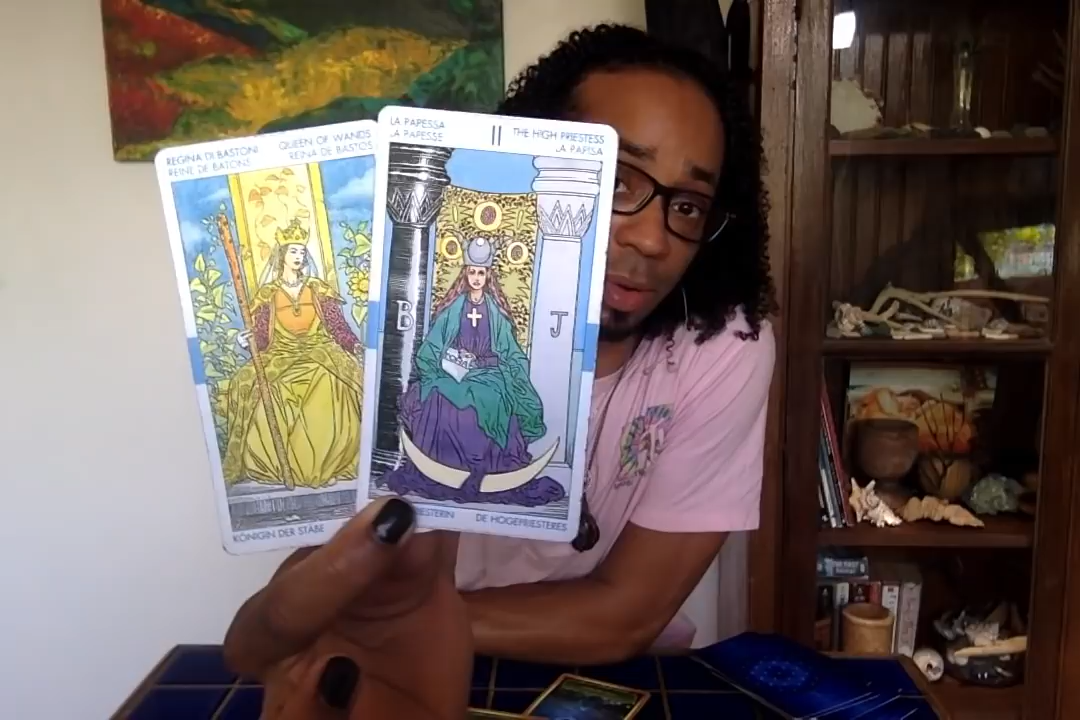 REGINA DI BASTONI
REINE DE BATONS
QUEEN OF WANDS
REINA DE BASTOS
KÖNIGIN DER STÄBE
LA PAPESSA
LA PAPESSE
II
THE HIGH PRIESTESS
LA PAPISA
B
J
DE HOGEPRIESTERES